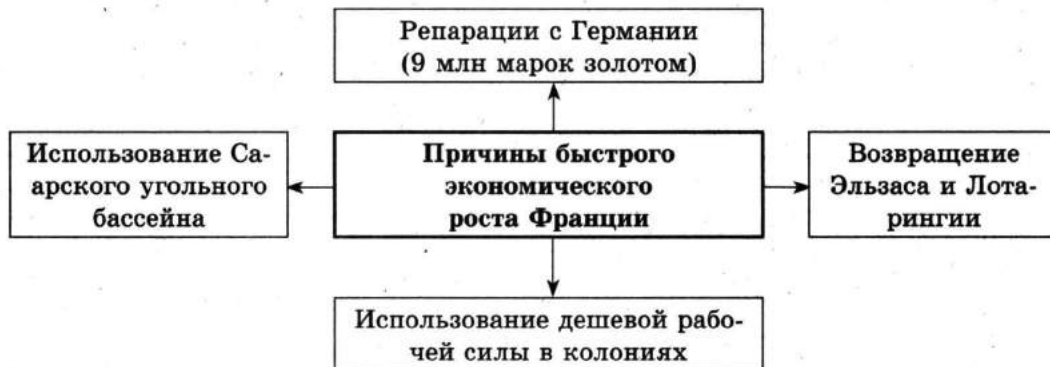 Репарации с Германии
(9 млн марок золотом)
Использование Са-
арского угольного
бассейна
Причины быстрого
экономического
роста Франции
Возвращение
Эльзаса и Лота-
рингии
Использование дешевой рабо-
чей силы в колониях